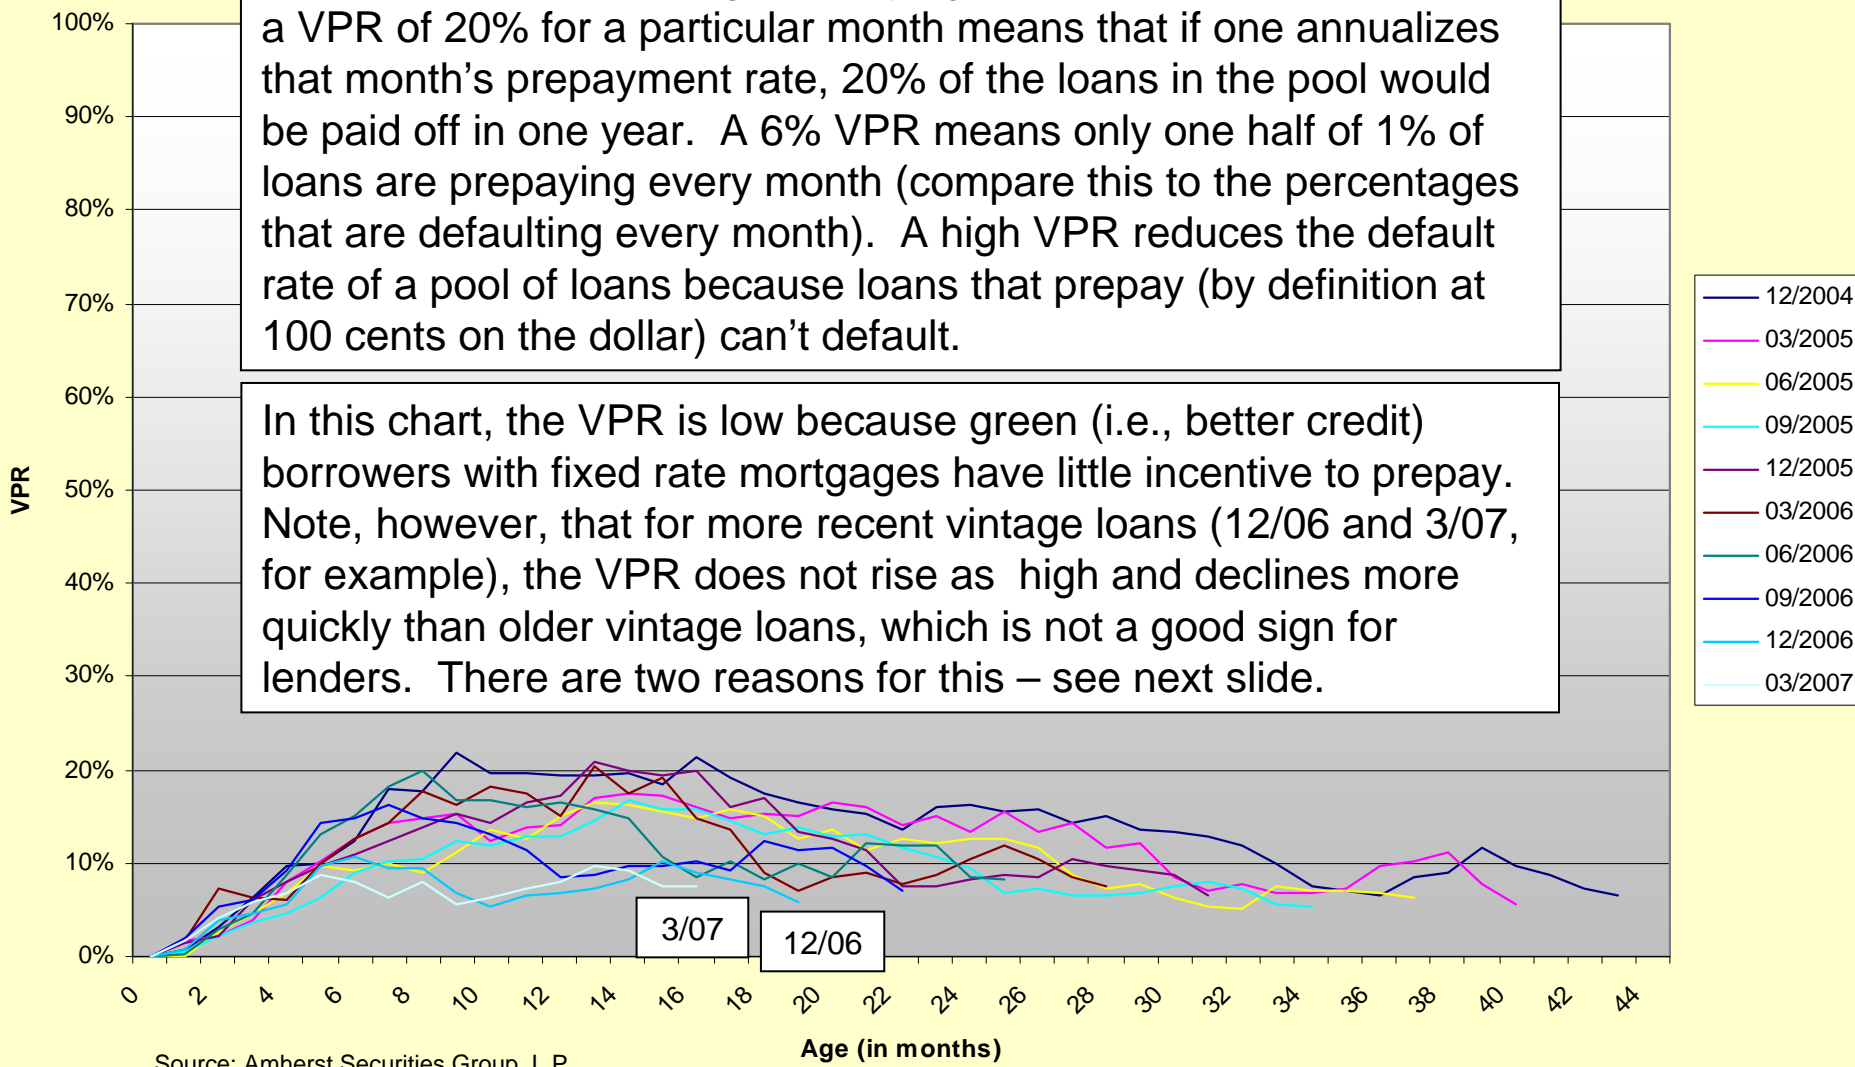 a VPR of 20% for a particular month means that if one annualizes
that month’s prepayment rate, 20% of the loans in the pool would
be paid off in one year.  A 6% VPR means only one half of 1% of
loans are prepaying every month (compare this to the percentages
that are defaulting every month).  A high VPR reduces the default
rate of a pool of loans because loans that prepay (by definition at
100 cents on the dollar) can’t default.
In this chart, the VPR is low because green (i.e., better credit)
borrowers with fixed rate mortgages have little incentive to prepay.
Note, however, that for more recent vintage loans (12/06 and 3/07,
for example), the VPR does not rise as  high and declines more
quickly than older vintage loans, which is not a good sign for
lenders.  There are two reasons for this – see next slide.
100%
90%
80%
70%
60%
50%
40%
30%
20%
10%
0%
VPR
12/2004
03/2005
06/2005
09/2005
12/2005
03/2006
06/2006
09/2006
12/2006
03/2007
3/07
12/06
0
2
4
6
8
10
12
14
16
18
20
22
24
26
28
30
32
34
36
38
40
42
44
Age (in months)
Source: Amherst Securities Group, L.P.